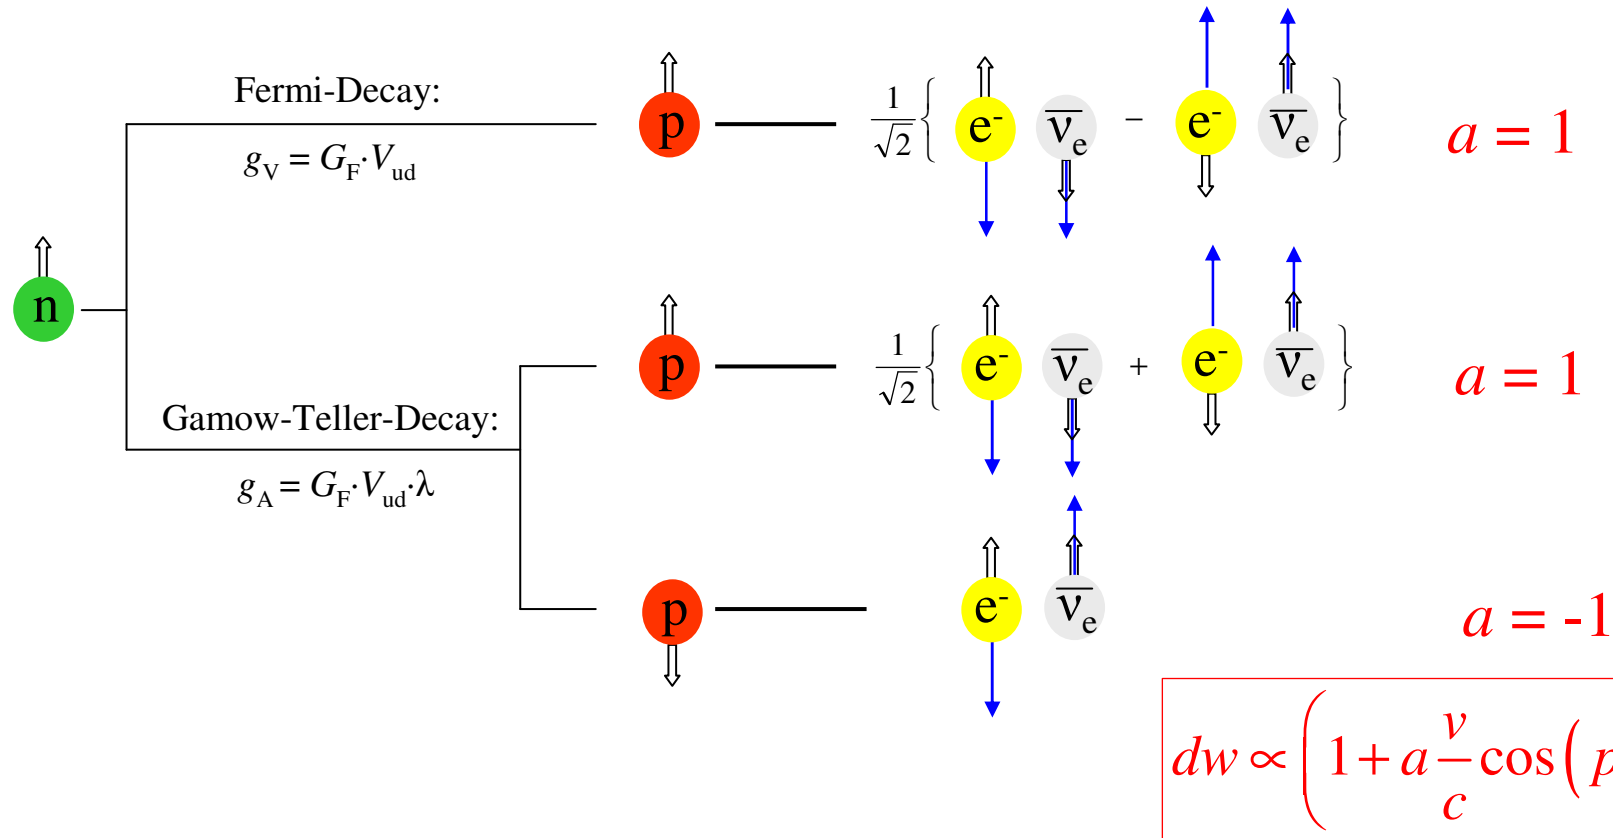 Fermi-Decay:
g_V = G_F·V_ud
p
1/√2 { e⁻ ν̄_e − e⁻ ν̄_e }
a = 1
n
p
1/√2 { e⁻ ν̄_e + e⁻ ν̄_e }
a = 1
Gamow-Teller-Decay:
g_A = G_F·V_ud·λ
p
e⁻ ν̄_e
a = -1
dw ∝ ( 1 + a v/c cos ( p